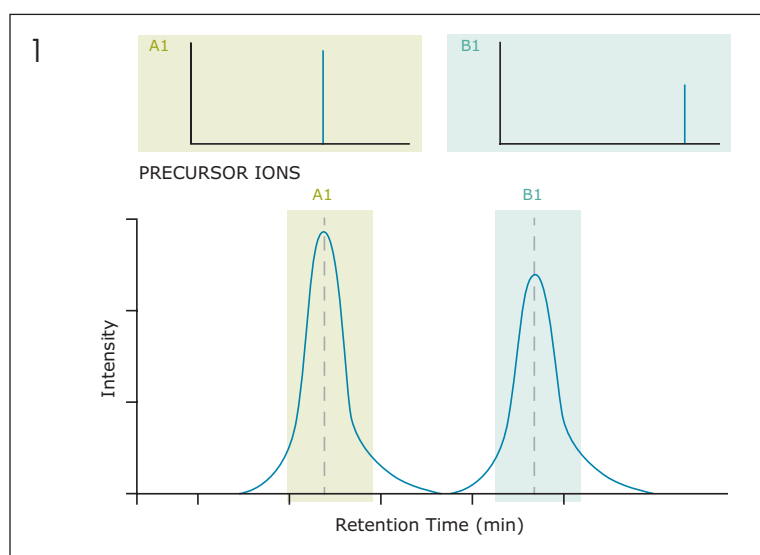 1
A1
B1
PRECURSOR IONS
A1
B1
Intensity
Retention Time (min)